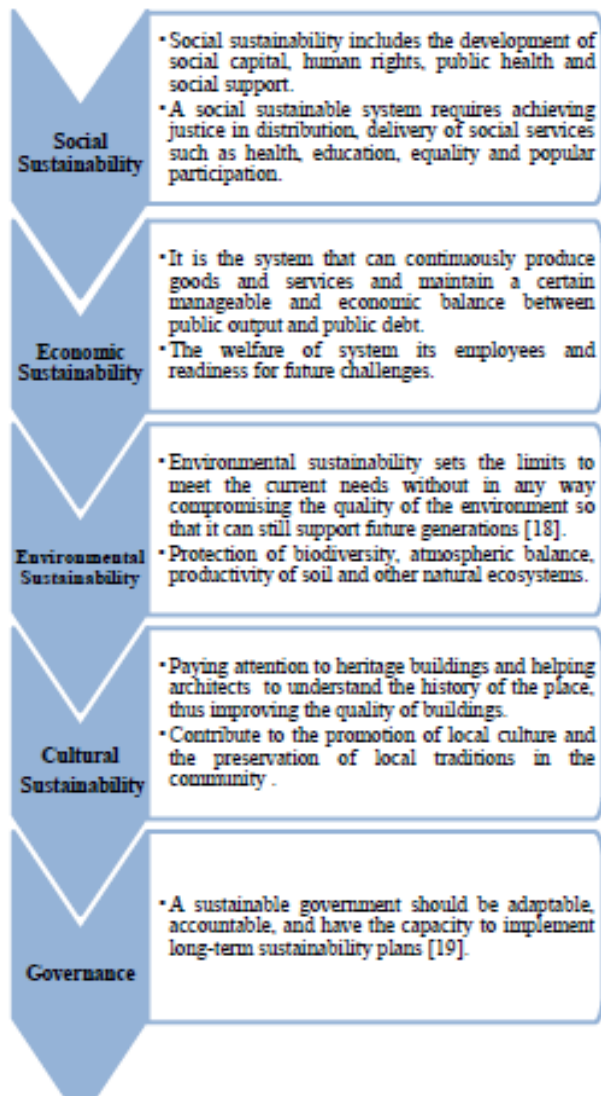 • Social sustainability includes the development of
social capital, human rights, public health and
social support.
• A social sustainable system requires achieving
justice in distribution, delivery of social services
such as health, education, equality and popular
participation.
Social
Sustainability
• It is the system that can continuously produce
goods and services and maintain a certain
manageable and economic balance between
public output and public debt.
• The welfare of system its employees and
readiness for future challenges.
Economic
Sustainability
• Environmental sustainability sets the limits to
meet the current needs without in any way
compromising the quality of the environment so
that it can still support future generations [18].
• Protection of biodiversity, atmospheric balance,
productivity of soil and other natural ecosystems.
Environmental
Sustainability
• Paying attention to heritage buildings and helping
architects to understand the history of the place,
thus improving the quality of buildings.
• Contribute to the promotion of local culture and
the preservation of local traditions in the
community .
Cultural
Sustainability
• A sustainable government should be adaptable,
accountable, and have the capacity to implement
long-term sustainability plans [19].
Governance